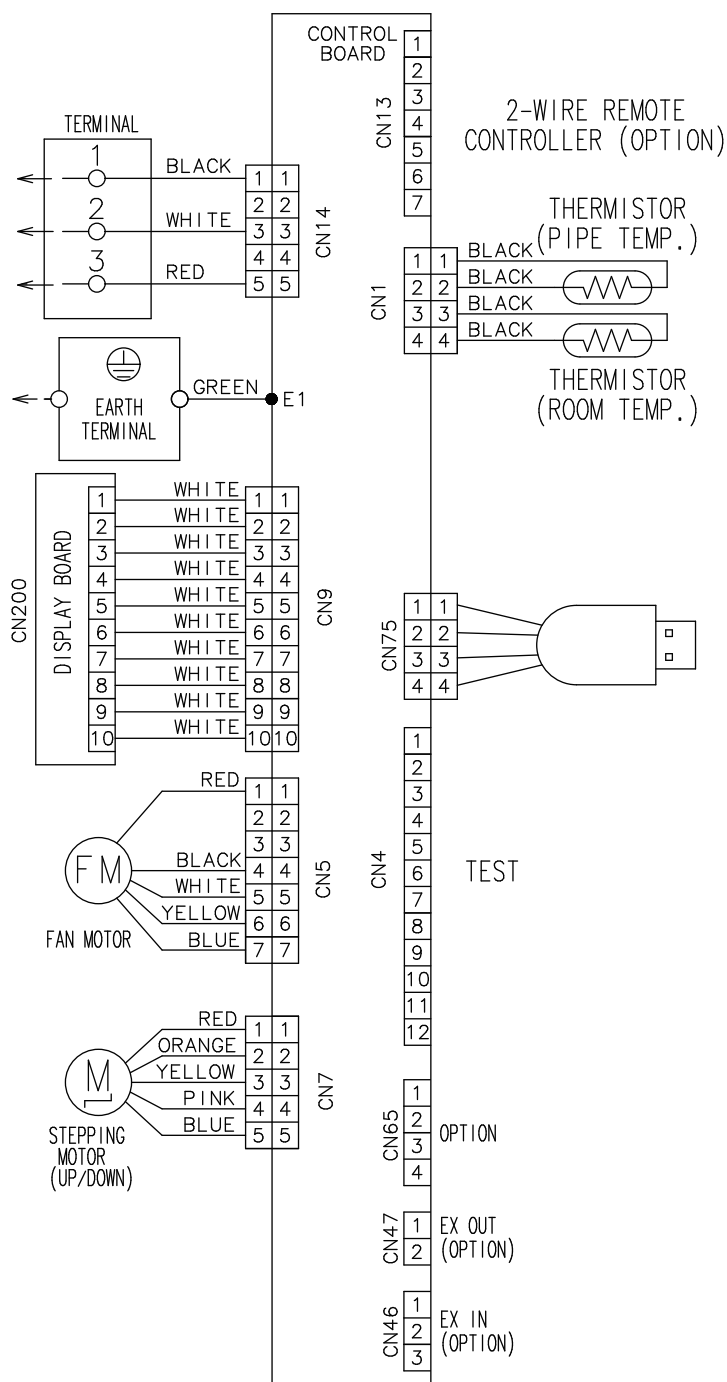 CONTROL
BOARD
CN13
1
2
3
4
5
6
7
2-WIRE REMOTE
CONTROLLER (OPTION)
TERMINAL
1 BLACK 1 1
2 2
2 WHITE 3 3
4 4
3 RED 5 5
CN14
THERMISTOR
(PIPE TEMP.)
CN1
1 1 BLACK
2 2 BLACK
3 3 BLACK
4 4 BLACK
THERMISTOR
(ROOM TEMP.)
GREEN E1
EARTH
TERMINAL
CN200
DISPLAY BOARD
1 WHITE 1 1
2 WHITE 2 2
3 WHITE 3 3
4 WHITE 4 4
5 WHITE 5 5
6 WHITE 6 6
7 WHITE 7 7
8 WHITE 8 8
9 WHITE 9 9
10 WHITE 10 10
CN9
CN75
1 1
2 2
3 3
4 4
FM
FAN MOTOR
RED 1 1
2 2
3 3
BLACK 4 4
WHITE 5 5
YELLOW 6 6
BLUE 7 7
CN5
CN4
1
2
3
4
5
6
7
8
9
10
11
12
TEST
M
STEPPING
MOTOR
(UP/DOWN)
RED 1 1
ORANGE 2 2
YELLOW 3 3
PINK 4 4
BLUE 5 5
CN7
CN65
1
2
3
4
OPTION
CN47
1
2
EX OUT
(OPTION)
CN46
1
2
3
EX IN
(OPTION)